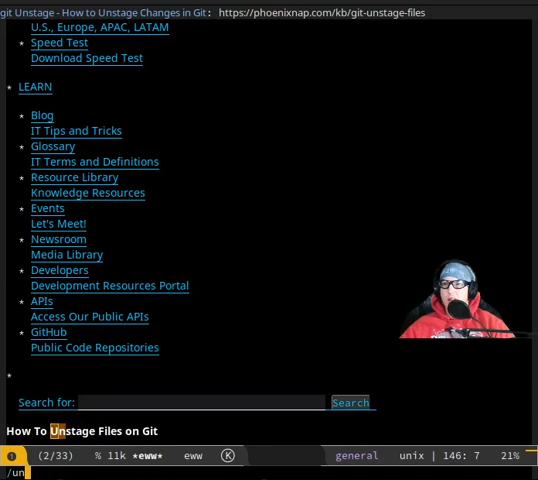 git Unstage - How to Unstage Changes in Git: https://phoenixnap.com/kb/git-unstage-files
U.S., Europe, APAC, LATAM
* Speed Test
Download Speed Test
* LEARN
* Blog
IT Tips and Tricks
* Glossary
IT Terms and Definitions
* Resource Library
Knowledge Resources
* Events
Let's Meet!
* Newsroom
Media Library
* Developers
Development Resources Portal
* APIs
Access Our Public APIs
* GitHub
Public Code Repositories
*
Search for: Search
How To Unstage Files on Git
1 (2/33) % 11k *eww* eww K general unix | 146: 7 21%
/un